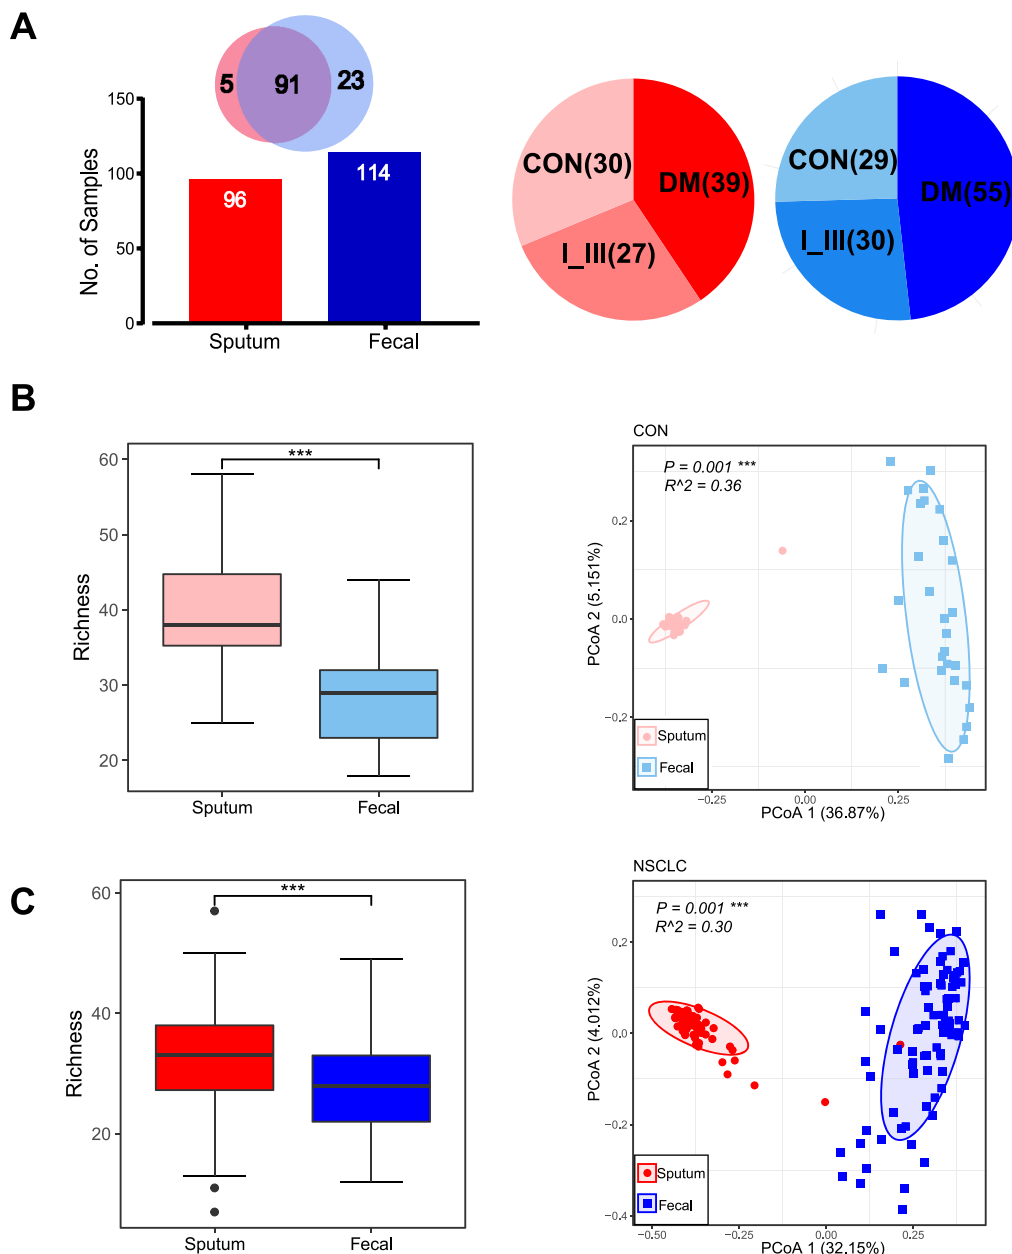 A
5 91 23
150
100
50
0
No. of Samples
96
114
Sputum Fecal
CON(30)
DM(39)
I_III(27)
CON(29)
DM(55)
I_III(30)
B
60
50
40
30
20
Richness
***
Sputum Fecal
CON
P = 0.001 ***
R^2 = 0.36
0.2
0.0
−0.2
PCoA 2 (5.151%)
Sputum
Fecal
−0.25 0.00 0.25
PCoA 1 (36.87%)
C
60
40
20
Richness
***
Sputum Fecal
NSCLC
P = 0.001 ***
R^2 = 0.30
0.2
0.0
−0.2
−0.4
PCoA 2 (4.012%)
Sputum
Fecal
−0.50 −0.25 0.00 0.25
PCoA 1 (32.15%)